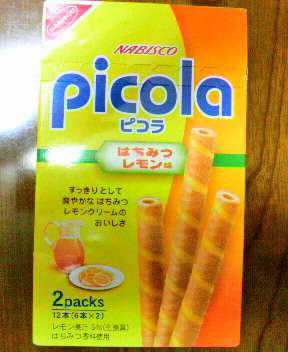 NABISCO
NABISCO
picola
ピコラ
はちみつ
レモン味
すっきりとして
爽やかな はちみつ
レモンクリームの
おいしさ
2packs
12本(6本×2)
レモン果汁 5%(生換算)
はちみつ香料使用